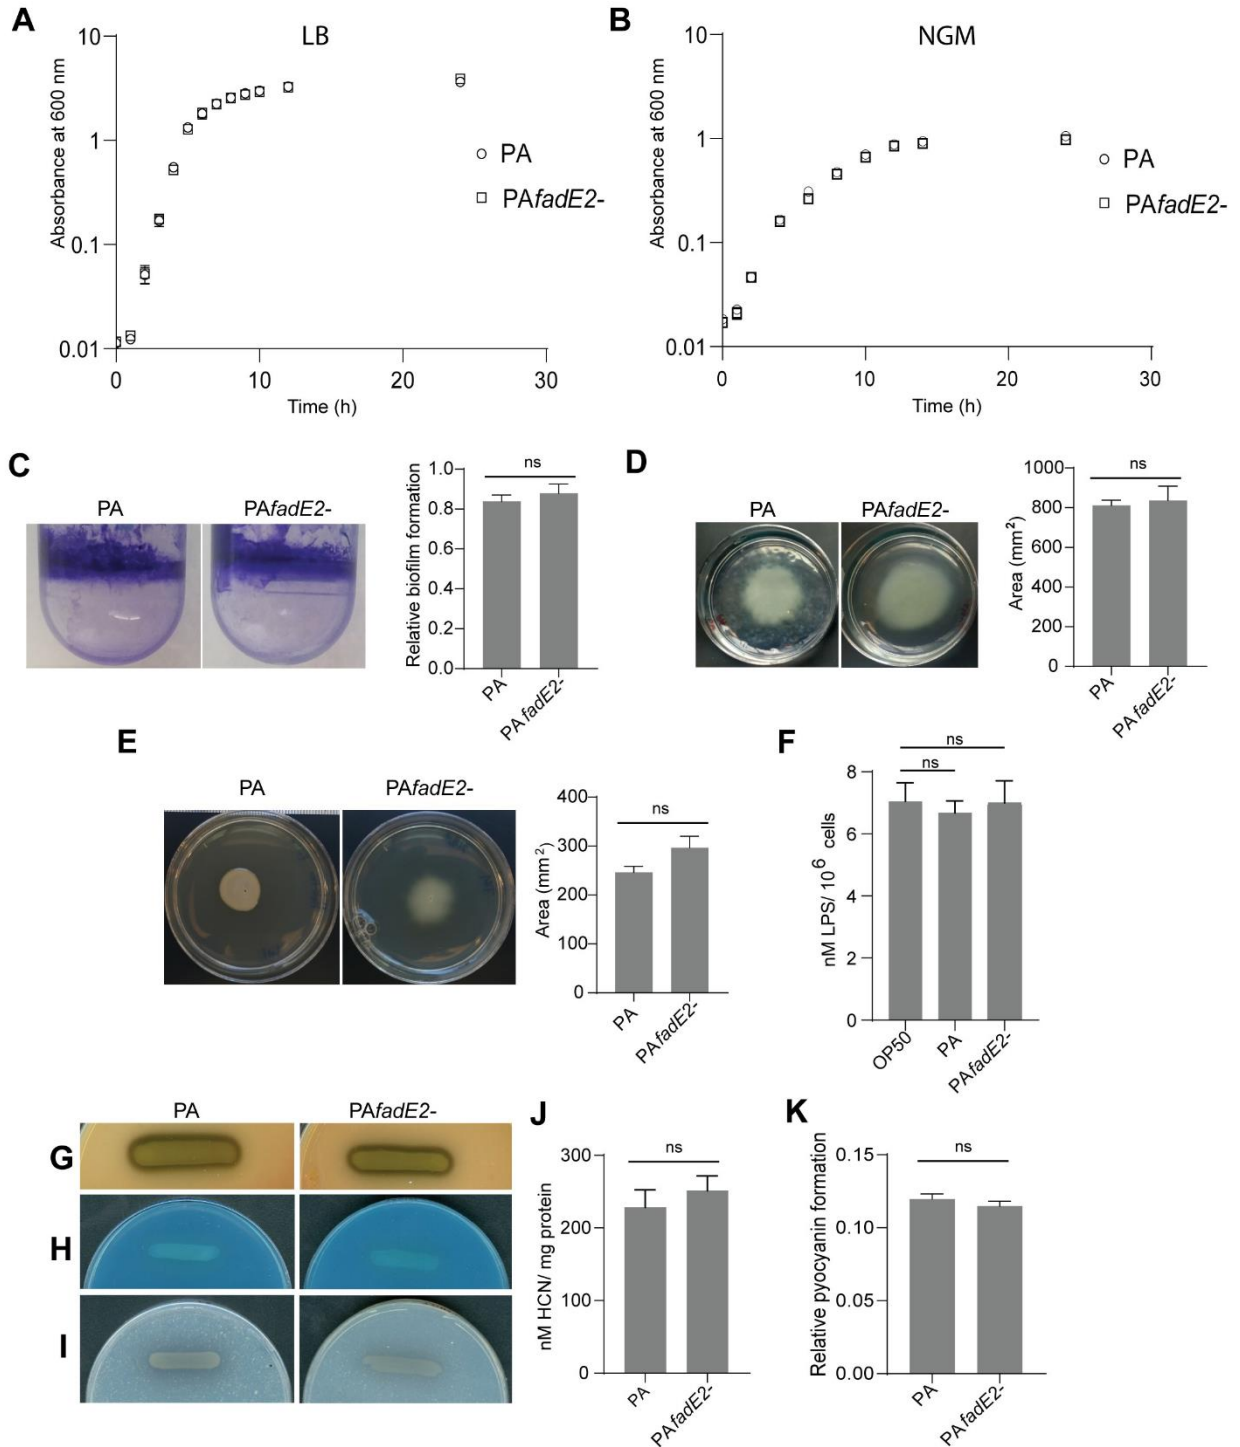 A
LB
Absorbance at 600 nm
10
1
0.1
0.01
0
10
20
30
Time (h)
PA
PAfadE2-
B
NGM
Absorbance at 600 nm
10
1
0.1
0.01
0
10
20
30
Time (h)
PA
PAfadE2-
C
PA
PAfadE2-
Relative biofilm formation
1.0
0.8
0.6
0.4
0.2
0.0
ns
PA
PAfadE2-
D
PA
PAfadE2-
Area (mm²)
1000
800
600
400
200
0
ns
PA
PAfadE2-
E
PA
PAfadE2-
Area (mm²)
400
300
200
100
0
ns
PA
PAfadE2-
F
nM LPS/ 10⁶ cells
8
6
4
2
0
ns
ns
OP50
PA
PAfadE2-
PA
PAfadE2-
G
H
I
J
nM HCN/ mg protein
300
200
100
0
ns
PA
PAfadE2-
K
Relative pyocyanin formation
0.15
0.10
0.05
0.00
ns
PA
PAfadE2-